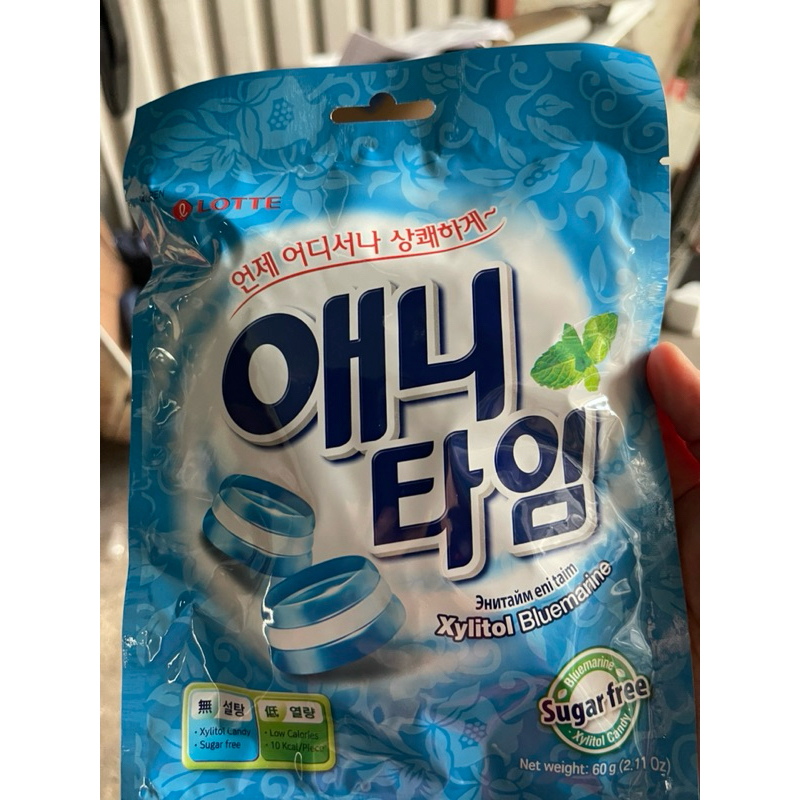 LOTTE
언제 어디서나 상쾌하게~
애니
타임
Энитайм eni taim
Xylitol Bluemarine
無 설탕
· Xylitol Candy
· Sugar free
低 열량
· Low Calories
· 10 Kcal/Piece
Bluemarine
Sugar free
Xylitol Candy
Net weight: 60 g (2.11 Oz)